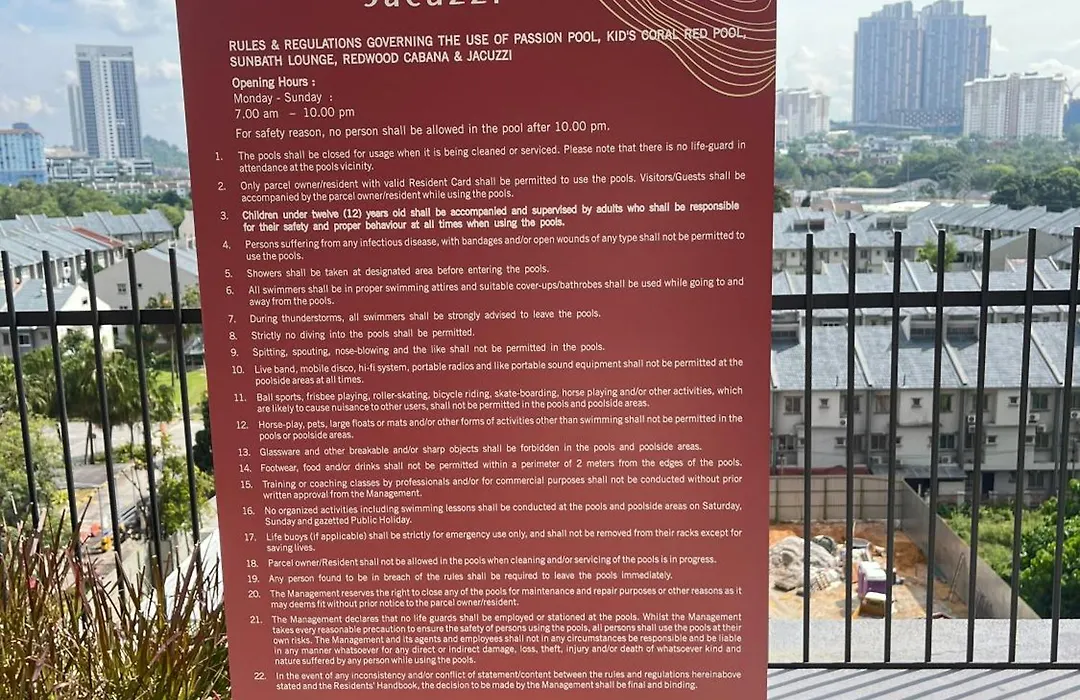 Jacuzzi
RULES & REGULATIONS GOVERNING THE USE OF PASSION POOL, KID'S CORAL RED POOL,
SUNBATH LOUNGE, REDWOOD CABANA & JACUZZI
Opening Hours :
Monday - Sunday :
7.00 am – 10.00 pm
For safety reason, no person shall be allowed in the pool after 10.00 pm.
1. The pools shall be closed for usage when it is being cleaned or serviced. Please note that there is no life-guard in
attendance at the pools vicinity.
2. Only parcel owner/resident with valid Resident Card shall be permitted to use the pools. Visitors/Guests shall be
accompanied by the parcel owner/resident while using the pools.
3. Children under twelve (12) years old shall be accompanied and supervised by adults who shall be responsible
for their safety and proper behaviour at all times when using the pools.
4. Persons suffering from any infectious disease, with bandages and/or open wounds of any type shall not be permitted to
use the pools.
5. Showers shall be taken at designated area before entering the pools.
6. All swimmers shall be in proper swimming attires and suitable cover-ups/bathrobes shall be used while going to and
away from the pools.
7. During thunderstorms, all swimmers shall be strongly advised to leave the pools.
8. Strictly no diving into the pools shall be permitted.
9. Spitting, spouting, nose-blowing and the like shall not be permitted in the pools.
10. Live band, mobile disco, hi-fi system, portable radios and like portable sound equipment shall not be permitted at the
poolside areas at all times.
11. Ball sports, frisbee playing, roller-skating, bicycle riding, skate-boarding, horse playing and/or other activities, which
are likely to cause nuisance to other users, shall not be permitted in the pools and poolside areas.
12. Horse-play, pets, large floats or mats and/or other forms of activities other than swimming shall not be permitted in the
pools or poolside areas.
13. Glassware and other breakable and/or sharp objects shall be forbidden in the pools and poolside areas.
14. Footwear, food and/or drinks shall not be permitted within a perimeter of 2 meters from the edges of the pools.
15. Training or coaching classes by professionals and/or for commercial purposes shall not be conducted without prior
written approval from the Management.
16. No organized activities including swimming lessons shall be conducted at the pools and poolside areas on Saturday,
Sunday and gazetted Public Holiday.
17. Life buoys (if applicable) shall be strictly for emergency use only, and shall not be removed from their racks except for
saving lives.
18. Parcel owner/Resident shall not be allowed in the pools when cleaning and/or servicing of the pools is in progress.
19. Any person found to be in breach of the rules shall be required to leave the pools immediately.
20. The Management reserves the right to close any of the pools for maintenance and repair purposes or other reasons as it
may deems fit without prior notice to the parcel owner/resident.
21. The Management declares that no life guards shall be employed or stationed at the pools. Whilst the Management
takes every reasonable precaution to ensure the safety of persons using the pools, all persons shall use the pools at their
own risks. The Management and its agents and employees shall not in any circumstances be responsible and be liable
in any manner whatsoever for any direct or indirect damage, loss, theft, injury and/or death of whatsoever kind and
nature suffered by any person while using the pools.
22. In the event of any inconsistency and/or conflict of statement/content between the rules and regulations hereinabove
stated and the Residents' Handbook, the decision to be made by the Management shall be final and binding.